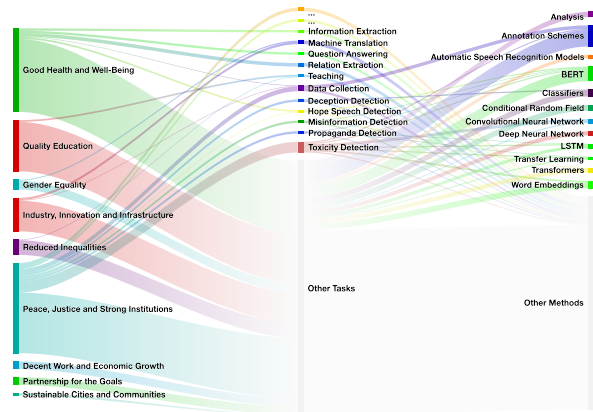 Good Health and Well-Being
Quality Education
Gender Equality
Industry, Innovation and Infrastructure
Reduced Inequalities
Peace, Justice and Strong Institutions
Decent Work and Economic Growth
Partnership for the Goals
Sustainable Cities and Communities
...
...
Information Extraction
Machine Translation
Question Answering
Relation Extraction
Teaching
Data Collection
Deception Detection
Hope Speech Detection
Misinformation Detection
Propaganda Detection
Toxicity Detection
Other Tasks
Analysis
Annotation Schemes
Automatic Speech Recognition Models
BERT
Classifiers
Conditional Random Field
Convolutional Neural Network
Deep Neural Network
LSTM
Transfer Learning
Transformers
Word Embeddings
Other Methods